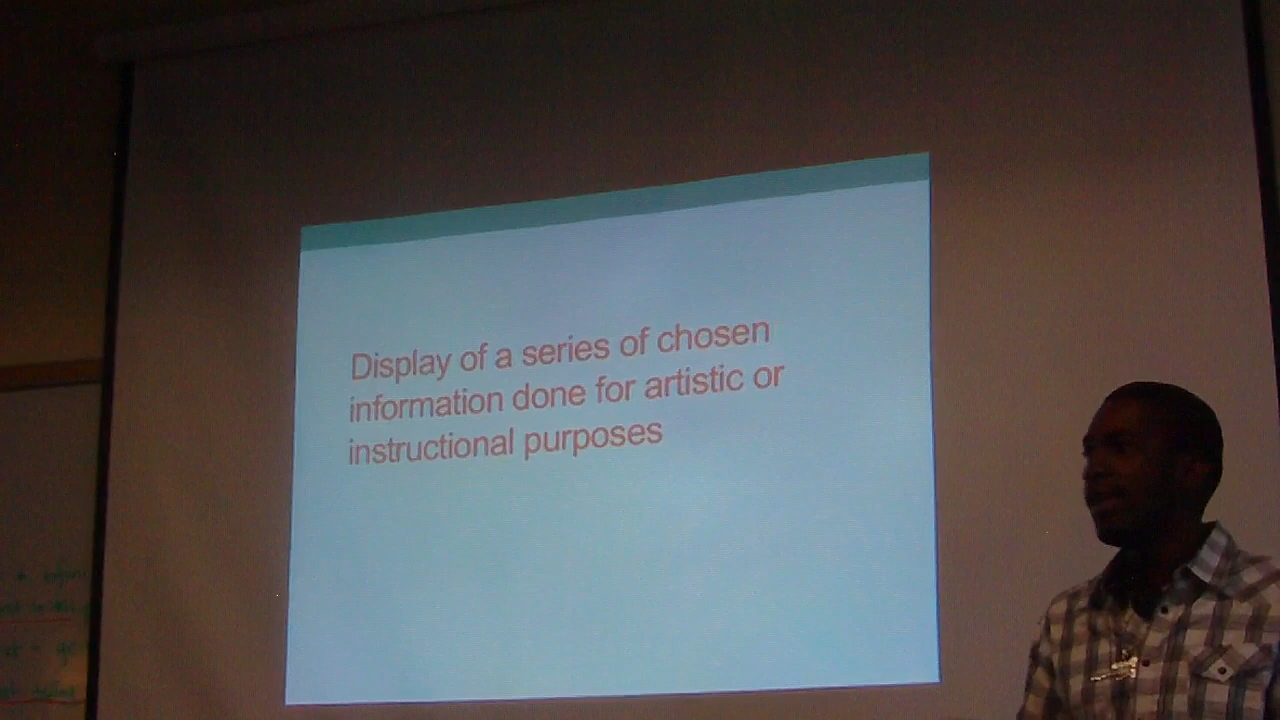 Display of a series of chosen
information done for artistic or
instructional purposes